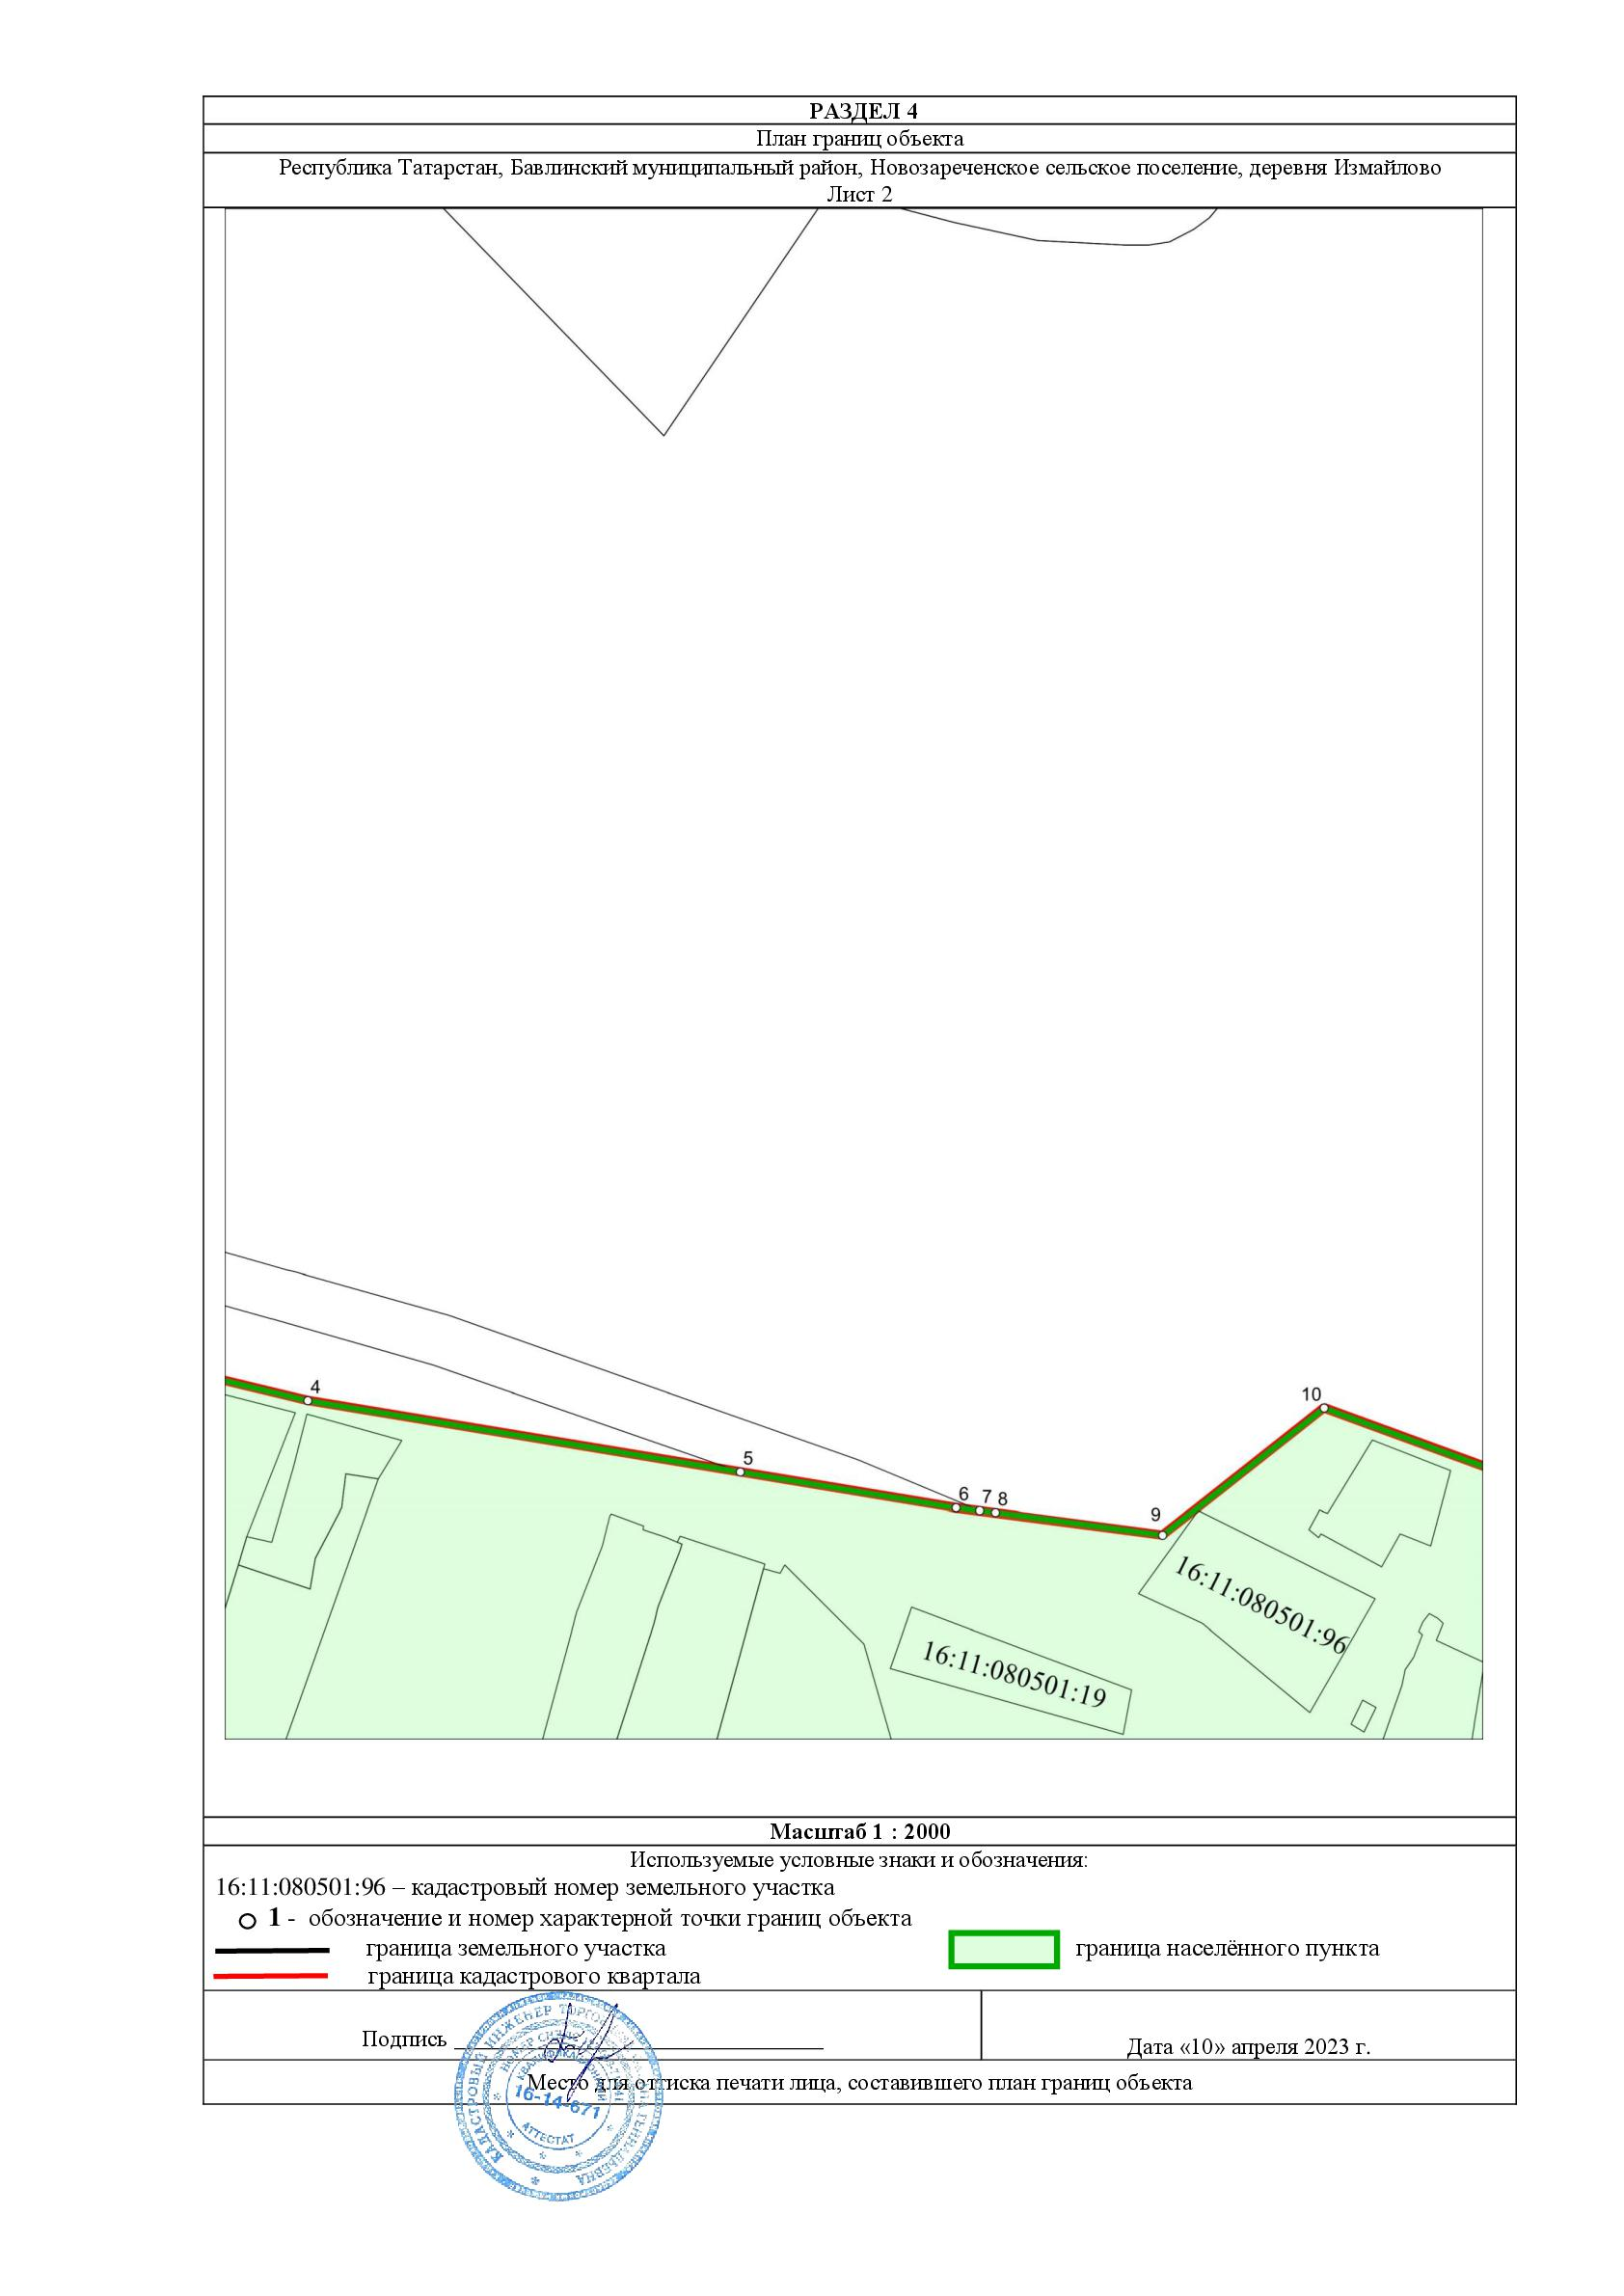 РАЗДЕЛ 4
План границ объекта
Республика Татарстан, Бавлинский муниципальный район, Новозареченское сельское поселение, деревня Измайлово
Лист 2
4
5
6 7 8
9
10
16:11:080501:96
16:11:080501:19
Масштаб 1 : 2000
Используемые условные знаки и обозначения:
16:11:080501:96 – кадастровый номер земельного участка
1 - обозначение и номер характерной точки границ объекта
граница земельного участка
граница населённого пункта
граница кадастрового квартала
Подпись
Дата «10» апреля 2023 г.
Место для оттиска печати лица, составившего план границ объекта
КАДАСТРОВЫЙ ИНЖЕНЕР
16-14-671
АТТЕСТАТ